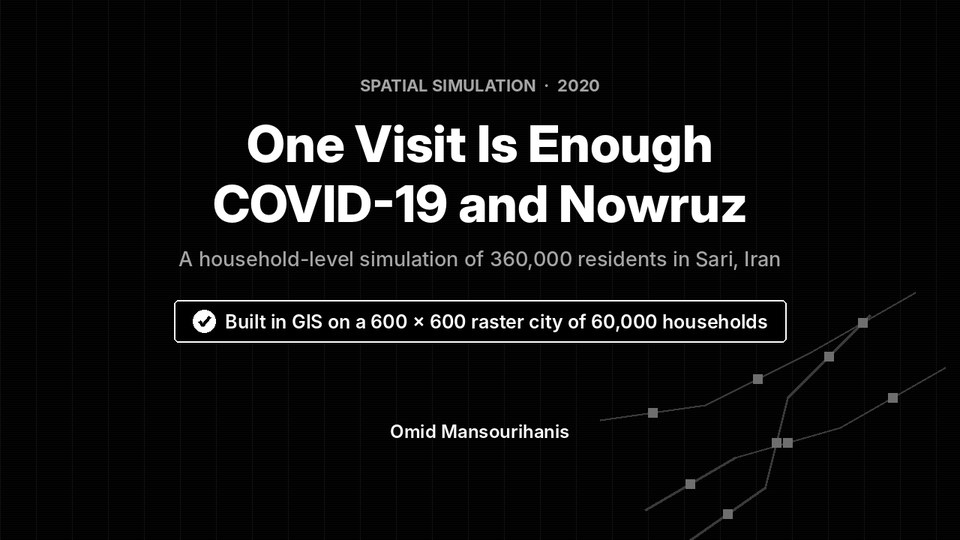 SPATIAL SIMULATION · 2020
One Visit Is Enough
COVID-19 and Nowruz
A household-level simulation of 360,000 residents in Sari, Iran
Built in GIS on a 600 × 600 raster city of 60,000 households
Omid Mansourihanis